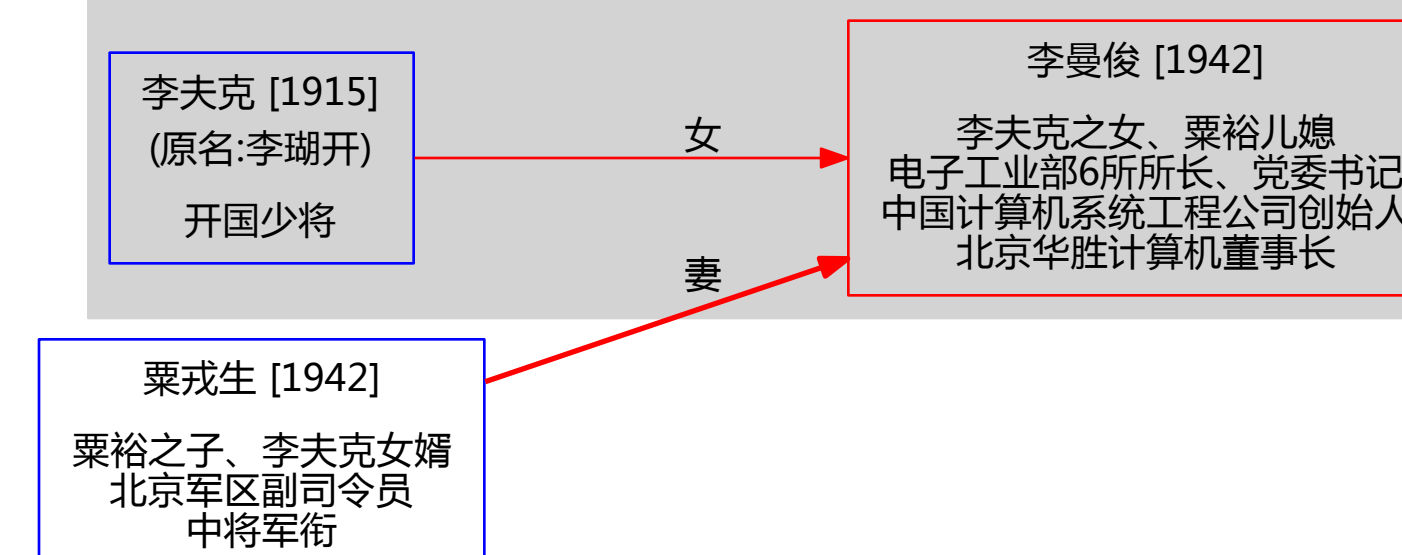 李夫克 [1915]
(原名:李瑚开)
开国少将
女
李曼俊 [1942]
李夫克之女、粟裕儿媳
电子工业部6所所长、党委书记
中国计算机系统工程公司创始人
北京华胜计算机董事长
妻
粟戎生 [1942]
粟裕之子、李夫克女婿
北京军区副司令员
中将军衔